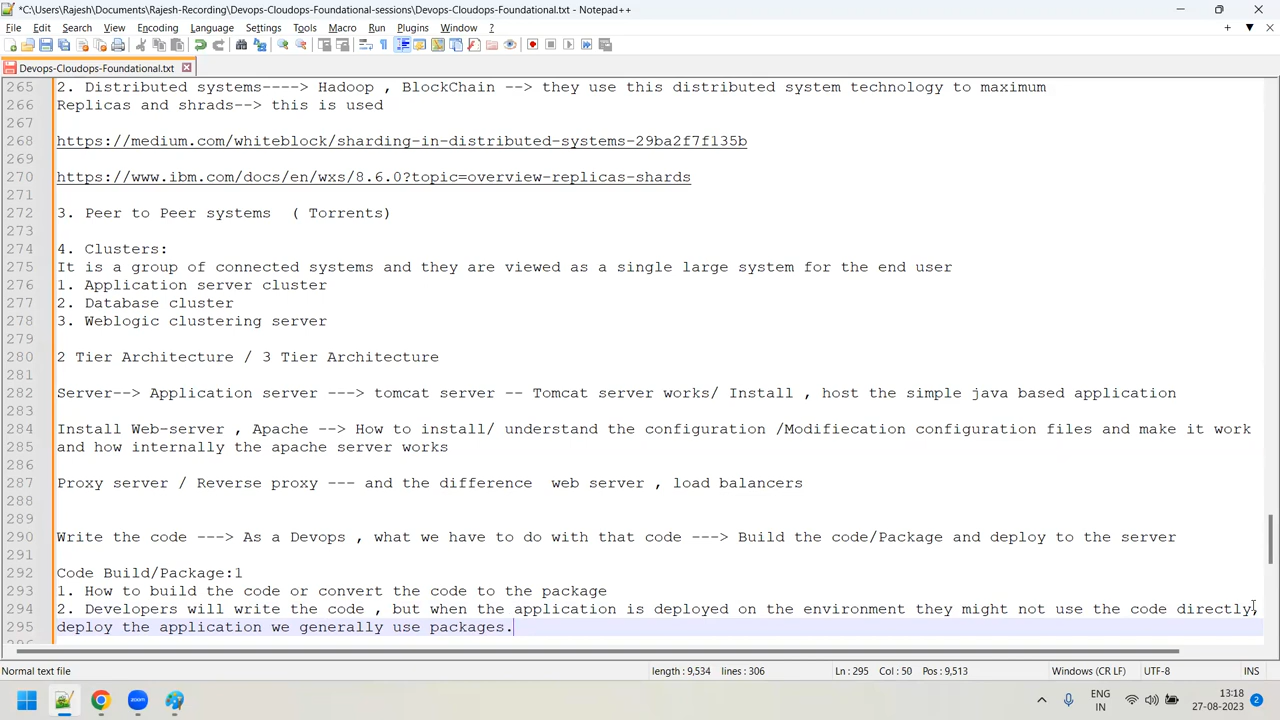 *C:\Users\Rajesh\Documents\Rajesh-Recording\Devops-Cloudops-Foundational-sessions\Devops-Cloudops-Foundational.txt - Notepad++
File Edit Search View Encoding Language Settings Tools Macro Run Plugins Window ?
Devops-Cloudops-Foundational.txt
265 2. Distributed systems----> Hadoop , BlockChain --> they use this distributed system technology to maximum
266 Replicas and shrads--> this is used
267
268 https://medium.com/whiteblock/sharding-in-distributed-systems-29ba2f7f135b
269
270 https://www.ibm.com/docs/en/wxs/8.6.0?topic=overview-replicas-shards
271
272 3. Peer to Peer systems  ( Torrents)
273
274 4. Clusters:
275 It is a group of connected systems and they are viewed as a single large system for the end user
276 1. Application server cluster
277 2. Database cluster
278 3. Weblogic clustering server
279
280 2 Tier Architecture / 3 Tier Architecture
281
282 Server--> Application server ---> tomcat server -- Tomcat server works/ Install , host the simple java based application
283
284 Install Web-server , Apache --> How to install/ understand the configuration /Modifiecation configuration files and make it work
285 and how internally the apache server works
286
287 Proxy server / Reverse proxy --- and the difference  web server , load balancers
288
289
290 Write the code ---> As a Devops , what we have to do with that code ---> Build the code/Package and deploy to the server
291
292 Code Build/Package:1
293 1. How to build the code or convert the code to the package
294 2. Developers will write the code , but when the application is deployed on the environment they might not use the code directly,
295 deploy the application we generally use packages.
Normal text file length : 9,534 lines : 306 Ln : 295 Col : 50 Pos : 9,513 Windows (CR LF) UTF-8 INS
zoom ENG IN 13:18 27-08-2023 2